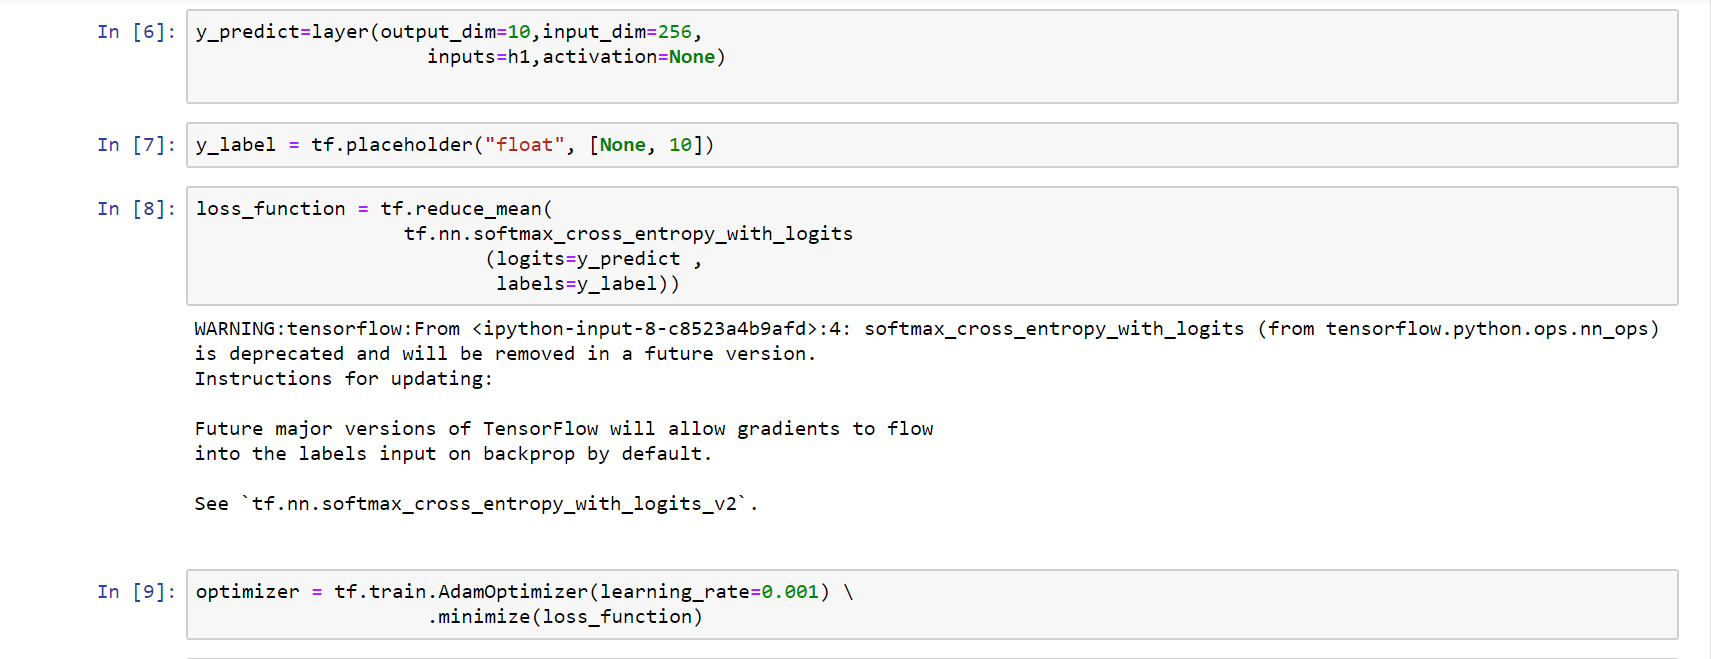 In [6]: y_predict=layer(output_dim=10,input_dim=256,
inputs=h1,activation=None)
In [7]: y_label = tf.placeholder("float", [None, 10])
In [8]: loss_function = tf.reduce_mean(
tf.nn.softmax_cross_entropy_with_logits
(logits=y_predict ,
labels=y_label))
WARNING:tensorflow:From <ipython-input-8-c8523a4b9afd>:4: softmax_cross_entropy_with_logits (from tensorflow.python.ops.nn_ops)
is deprecated and will be removed in a future version.
Instructions for updating:
Future major versions of TensorFlow will allow gradients to flow
into the labels input on backprop by default.
See `tf.nn.softmax_cross_entropy_with_logits_v2`.
In [9]: optimizer = tf.train.AdamOptimizer(learning_rate=0.001) \
.minimize(loss_function)